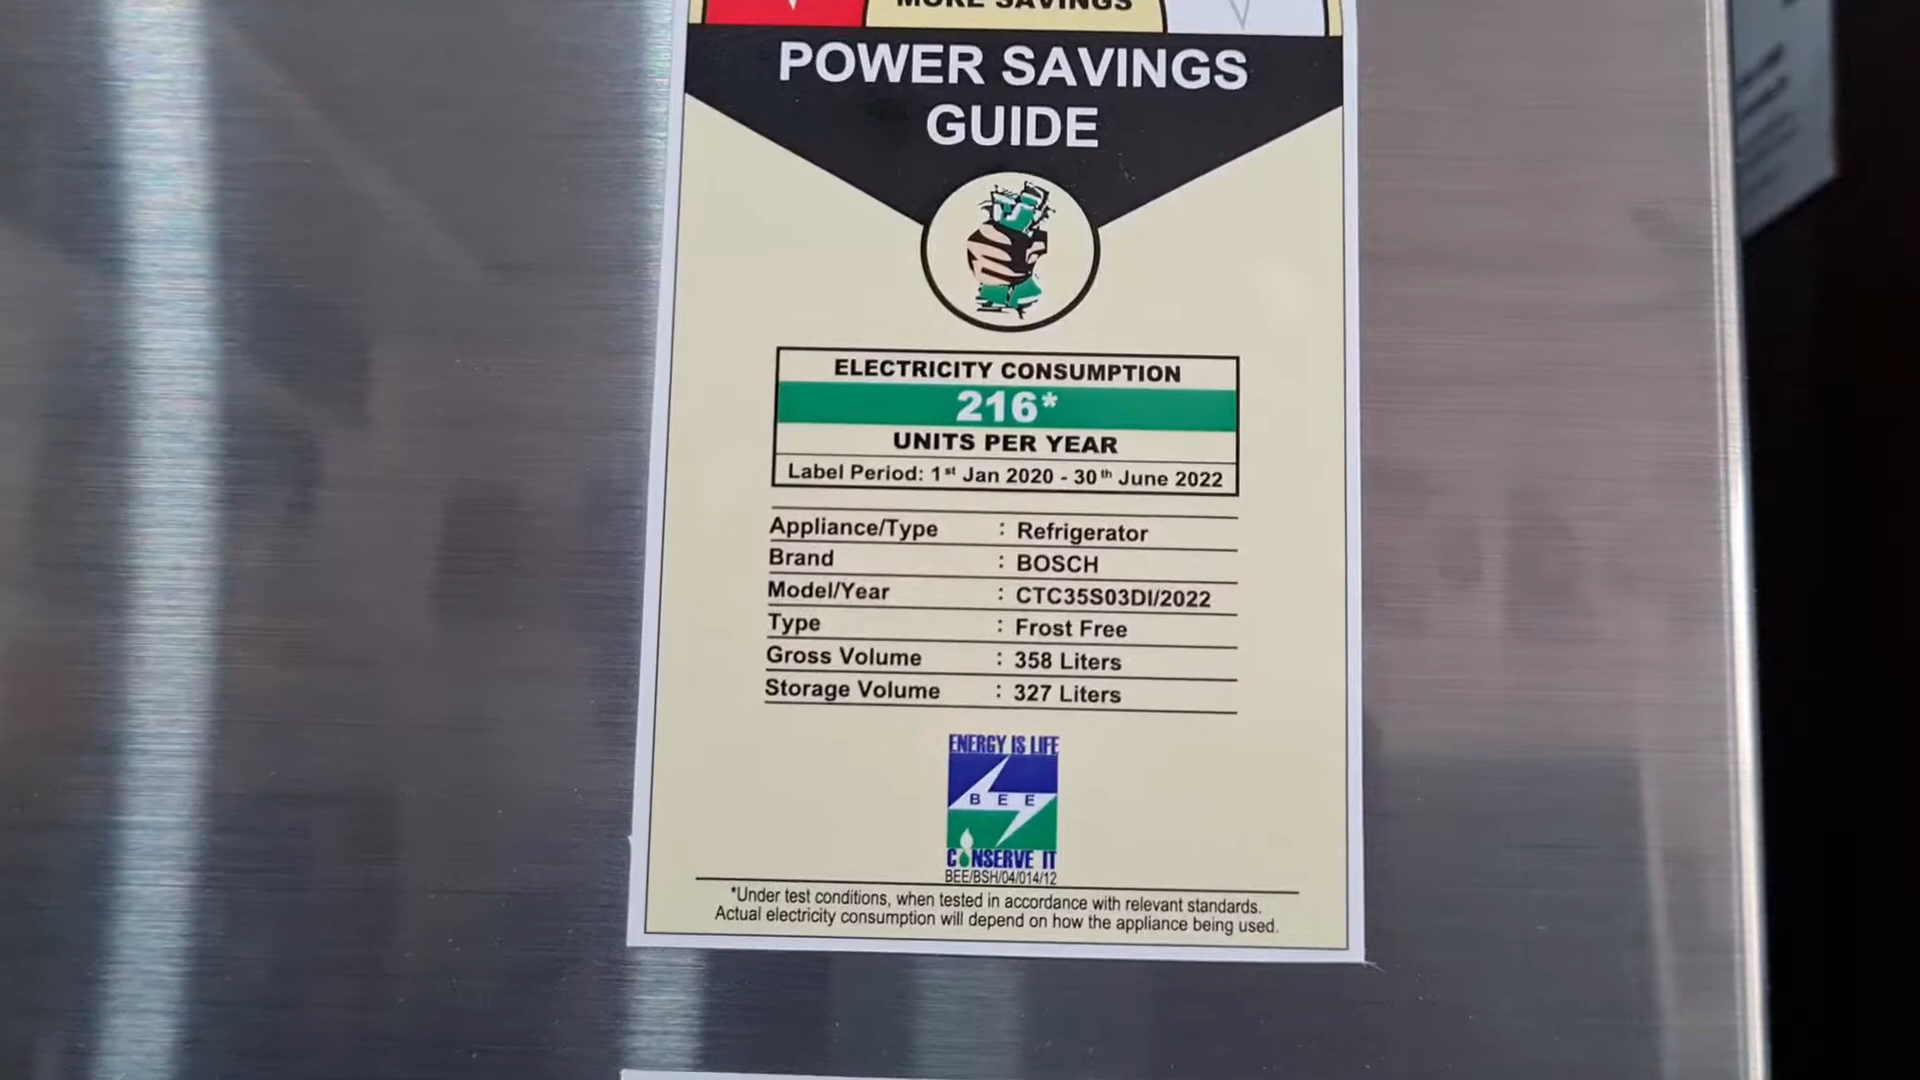 MORE SAVINGS
POWER SAVINGS
GUIDE
ELECTRICITY CONSUMPTION
216*
UNITS PER YEAR
Label Period: 1st Jan 2020 - 30th June 2022
Appliance/Type : Refrigerator
Brand : BOSCH
Model/Year : CTC35S03DI/2022
Type : Frost Free
Gross Volume : 358 Liters
Storage Volume : 327 Liters
ENERGY IS LIFE
BEE
CONSERVE IT
BEE/BSH/04/014/12
*Under test conditions, when tested in accordance with relevant standards.
Actual electricity consumption will depend on how the appliance being used.